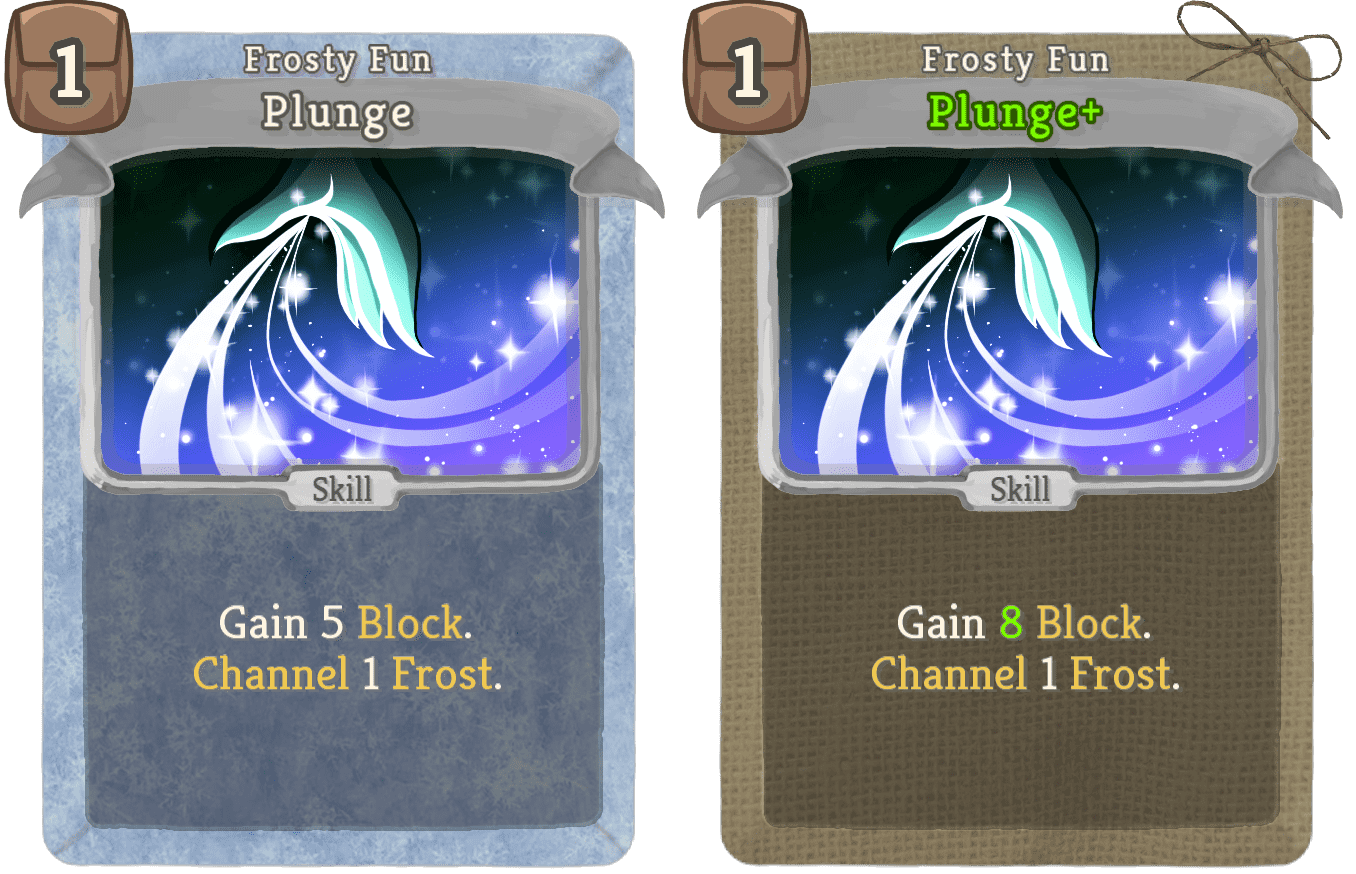 1
Frosty Fun
Plunge
Skill
Gain 5 Block.
Channel 1 Frost.
1
Frosty Fun
Plunge+
Skill
Gain 8 Block.
Channel 1 Frost.